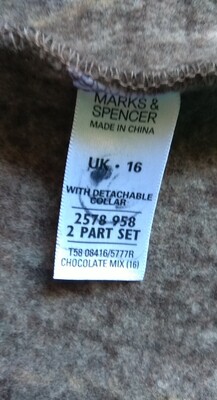 MARKS &
SPENCER
MADE IN CHINA
UK • 16
WITH DETACHABLE
COLLAR
2578 958
2 PART SET
T58 08416/5777R
CHOCOLATE MIX (16)